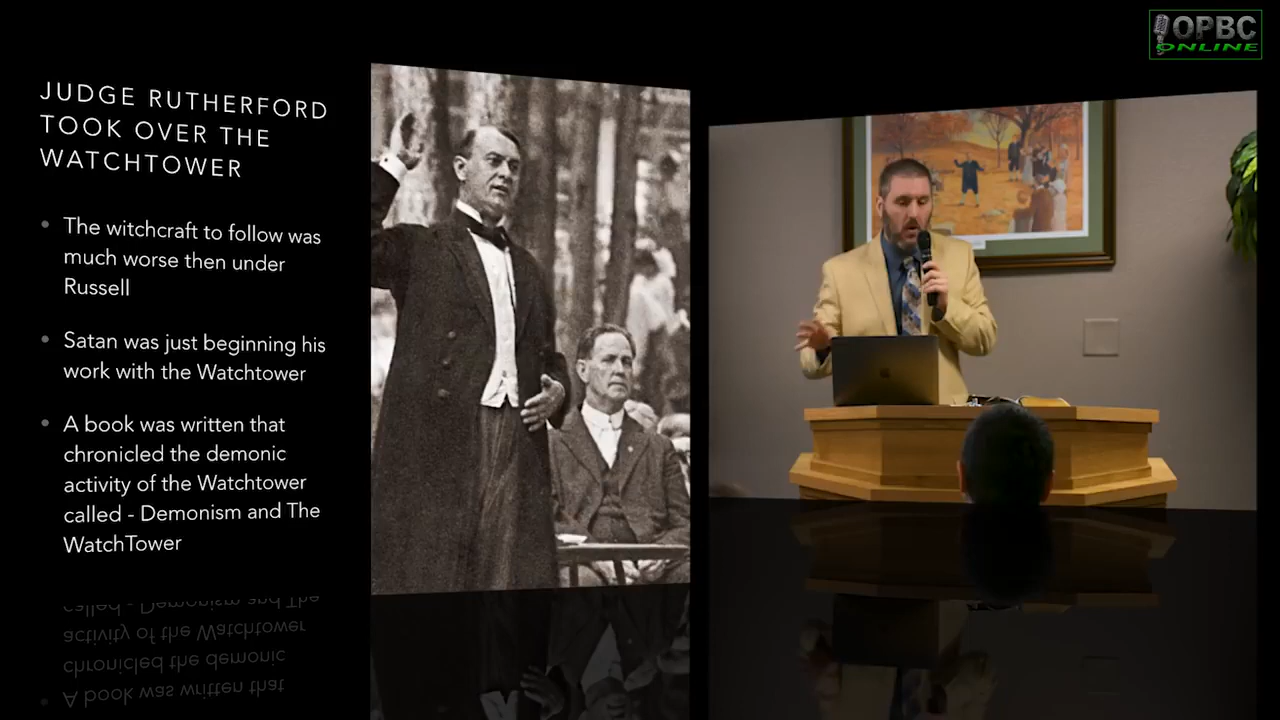 OPBC
ONLINE
JUDGE RUTHERFORD
TOOK OVER THE
WATCHTOWER
• The witchcraft to follow was
much worse then under
Russell
• Satan was just beginning his
work with the Watchtower
• A book was written that
chronicled the demonic
activity of the Watchtower
called - Demonism and The
WatchTower